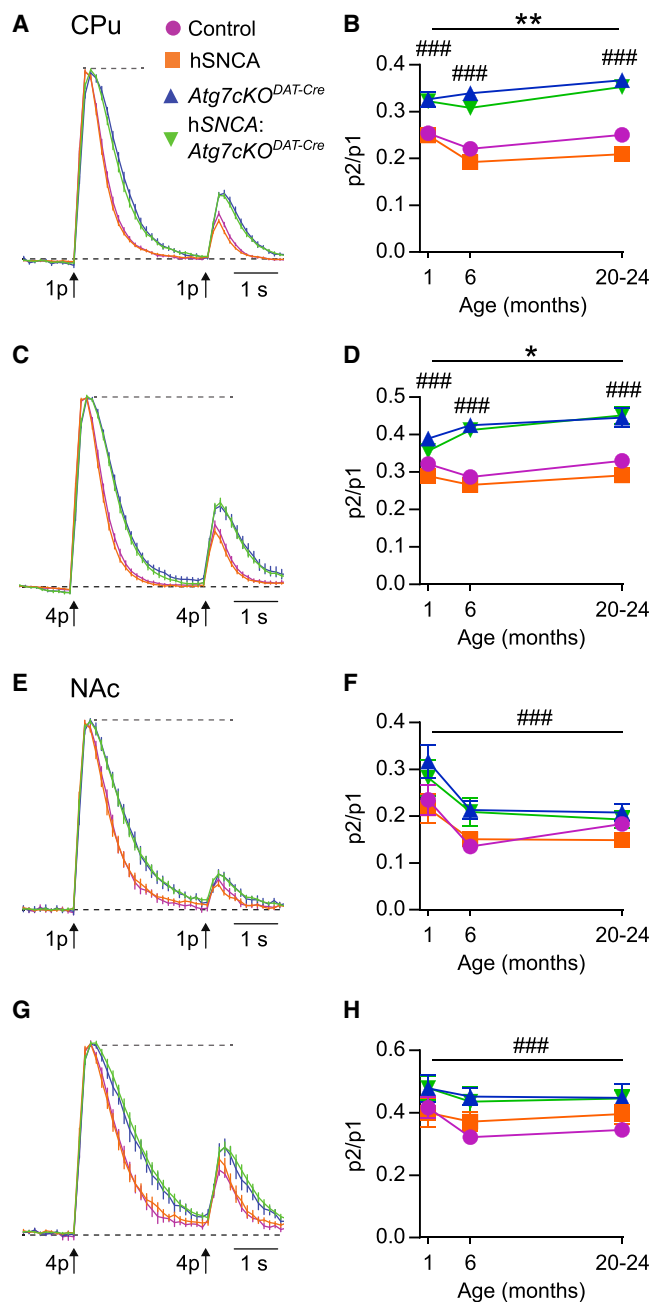 A
CPu
Control
hSNCA
Atg7cKO^DAT-Cre
hSNCA:
Atg7cKO^DAT-Cre
1p
1p
1 s
B
**
###
###
###
0.4
0.3
0.2
0.1
0.0
p2/p1
1
6
20-24
Age (months)
C
4p
4p
1 s
D
*
###
###
###
0.5
0.4
0.3
0.2
0.1
0.0
p2/p1
1
6
20-24
Age (months)
E
NAc
1p
1p
1 s
F
###
0.4
0.3
0.2
0.1
0.0
p2/p1
1
6
20-24
Age (months)
G
4p
4p
1 s
H
###
0.6
0.4
0.2
0.0
p2/p1
1
6
20-24
Age (months)